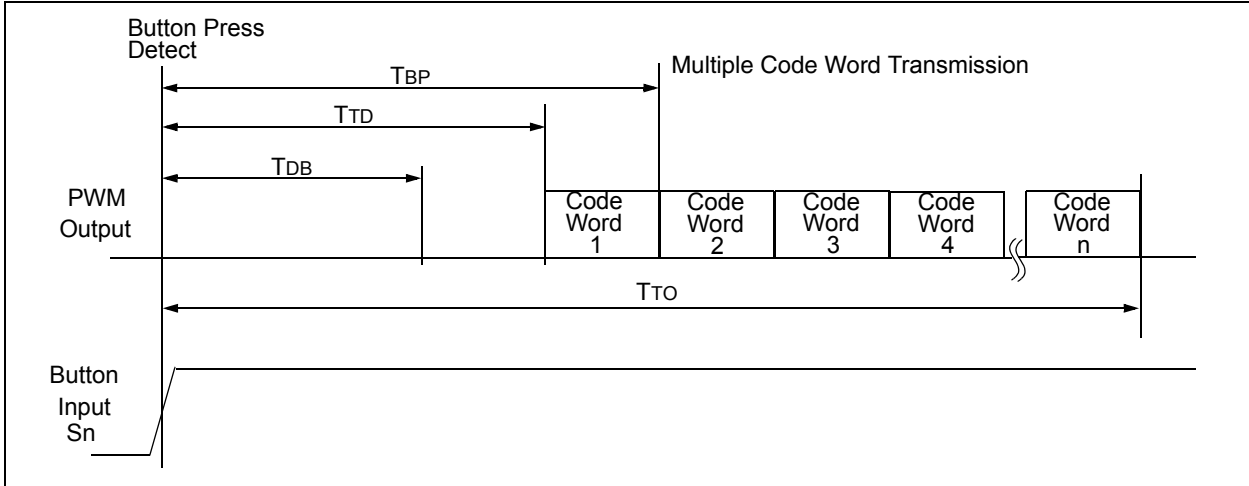 Button Press
Detect
TBP
Multiple Code Word Transmission
TTD
TDB
PWM
Output
Code
Word
1
Code
Word
2
Code
Word
3
Code
Word
4
Code
Word
n
TTO
Button
Input
Sn